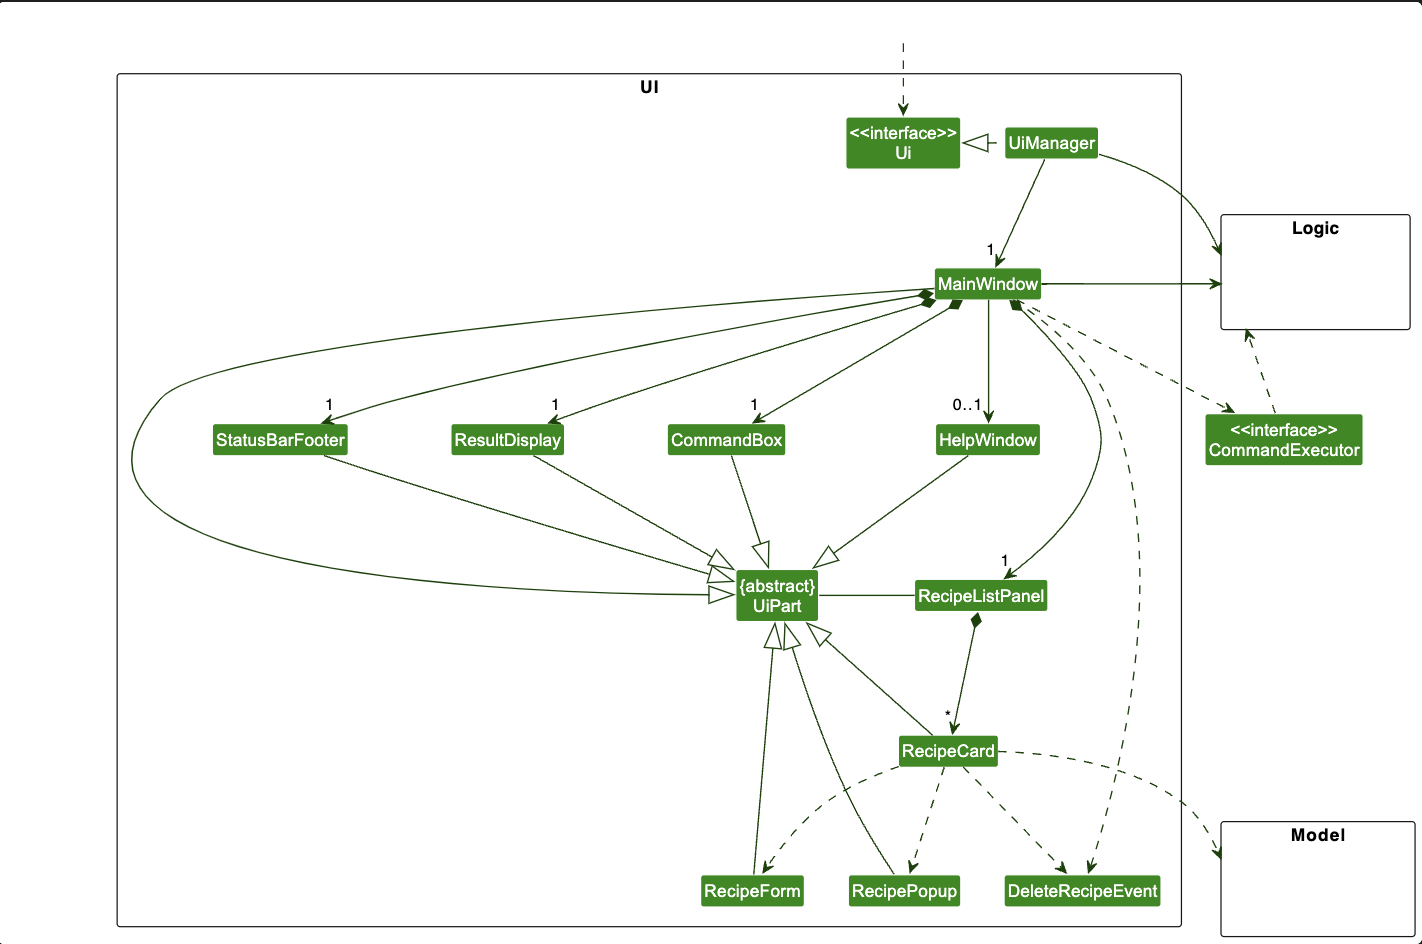 UI
<<interface>>
Ui
UiManager
Logic
1
MainWindow
1
1
1
0..1
StatusBarFooter
ResultDisplay
CommandBox
HelpWindow
<<interface>>
CommandExecutor
1
{abstract}
UiPart
RecipeListPanel
*
RecipeCard
Model
RecipeForm
RecipePopup
DeleteRecipeEvent